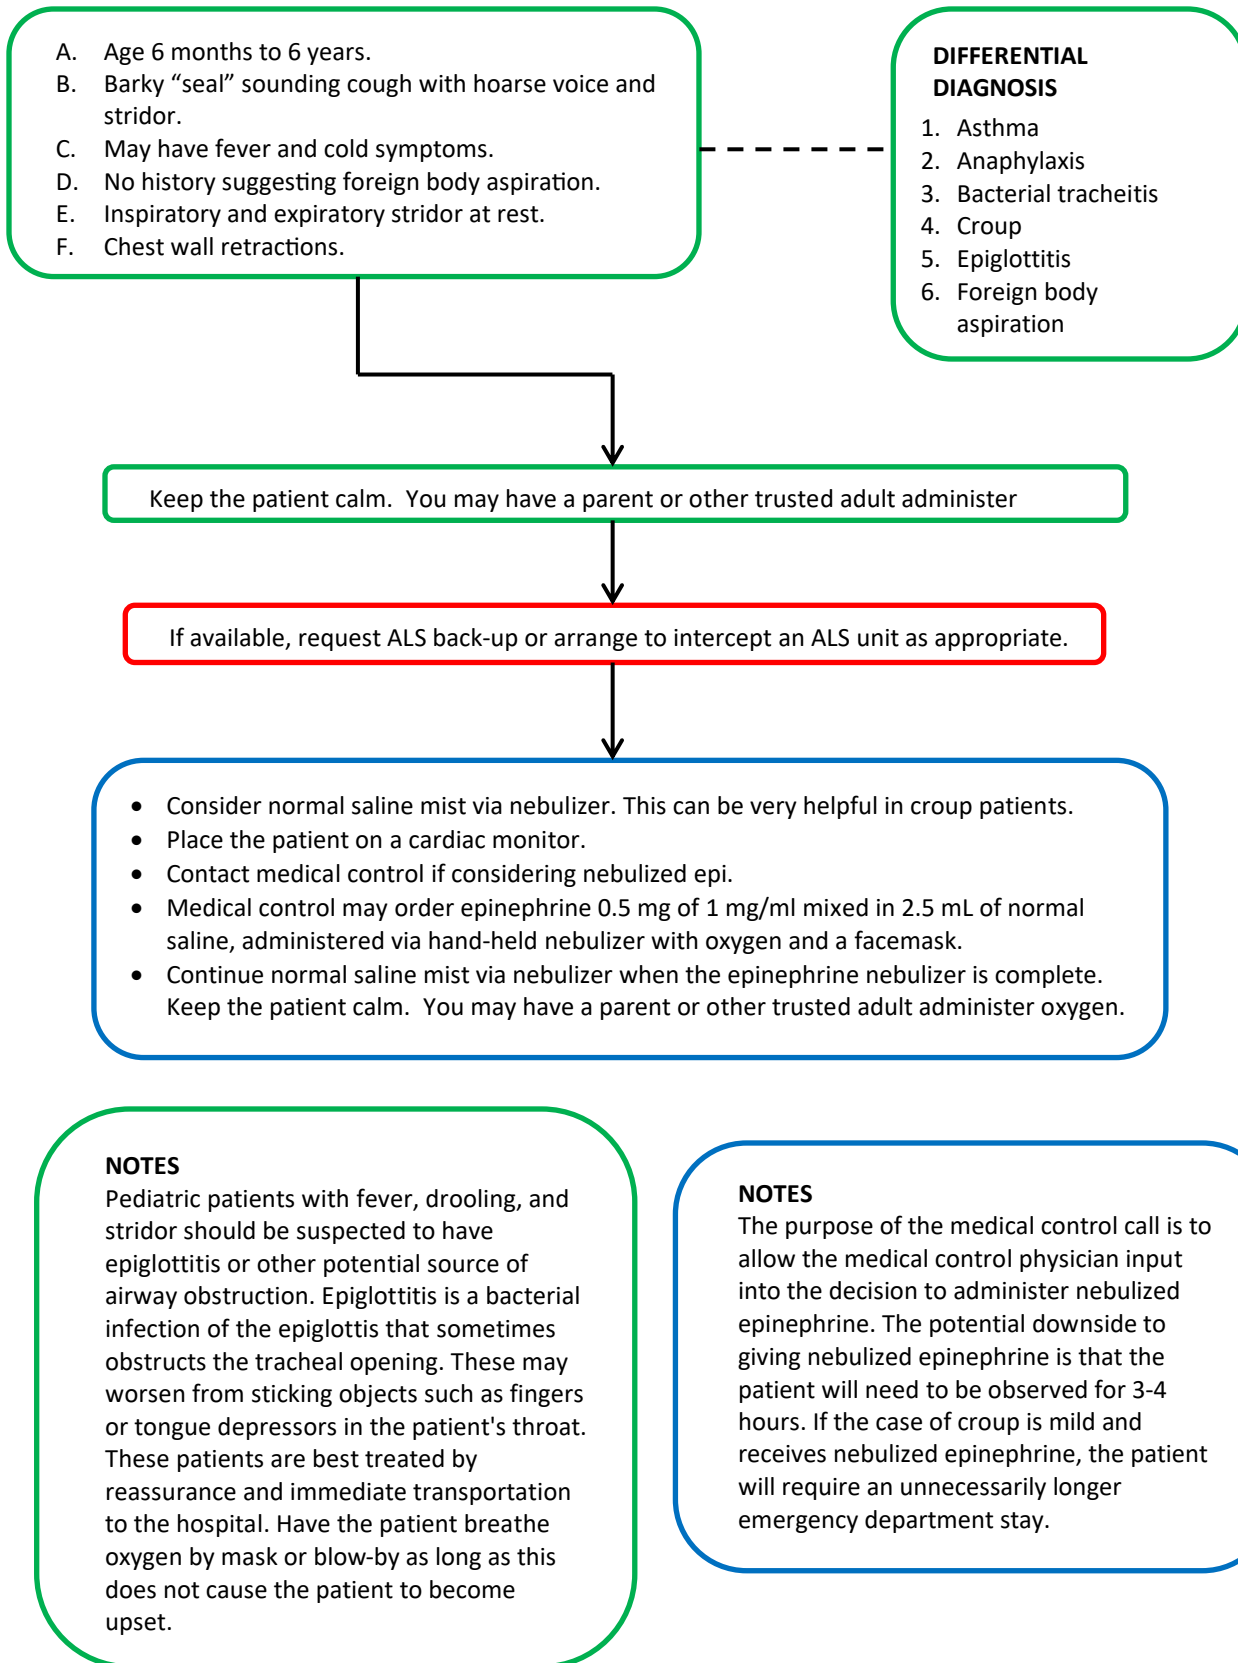 A. Age 6 months to 6 years.
B. Barky “seal” sounding cough with hoarse voice and
stridor.
C. May have fever and cold symptoms.
D. No history suggesting foreign body aspiration.
E. Inspiratory and expiratory stridor at rest.
F. Chest wall retractions.
DIFFERENTIAL
DIAGNOSIS
1. Asthma
2. Anaphylaxis
3. Bacterial tracheitis
4. Croup
5. Epiglottitis
6. Foreign body
aspiration
Keep the patient calm. You may have a parent or other trusted adult administer
If available, request ALS back-up or arrange to intercept an ALS unit as appropriate.
• Consider normal saline mist via nebulizer. This can be very helpful in croup patients.
• Place the patient on a cardiac monitor.
• Contact medical control if considering nebulized epi.
• Medical control may order epinephrine 0.5 mg of 1 mg/ml mixed in 2.5 mL of normal
saline, administered via hand-held nebulizer with oxygen and a facemask.
• Continue normal saline mist via nebulizer when the epinephrine nebulizer is complete.
Keep the patient calm. You may have a parent or other trusted adult administer oxygen.
NOTES
Pediatric patients with fever, drooling, and
stridor should be suspected to have
epiglottitis or other potential source of
airway obstruction. Epiglottitis is a bacterial
infection of the epiglottis that sometimes
obstructs the tracheal opening. These may
worsen from sticking objects such as fingers
or tongue depressors in the patient's throat.
These patients are best treated by
reassurance and immediate transportation
to the hospital. Have the patient breathe
oxygen by mask or blow-by as long as this
does not cause the patient to become
upset.
NOTES
The purpose of the medical control call is to
allow the medical control physician input
into the decision to administer nebulized
epinephrine. The potential downside to
giving nebulized epinephrine is that the
patient will need to be observed for 3-4
hours. If the case of croup is mild and
receives nebulized epinephrine, the patient
will require an unnecessarily longer
emergency department stay.